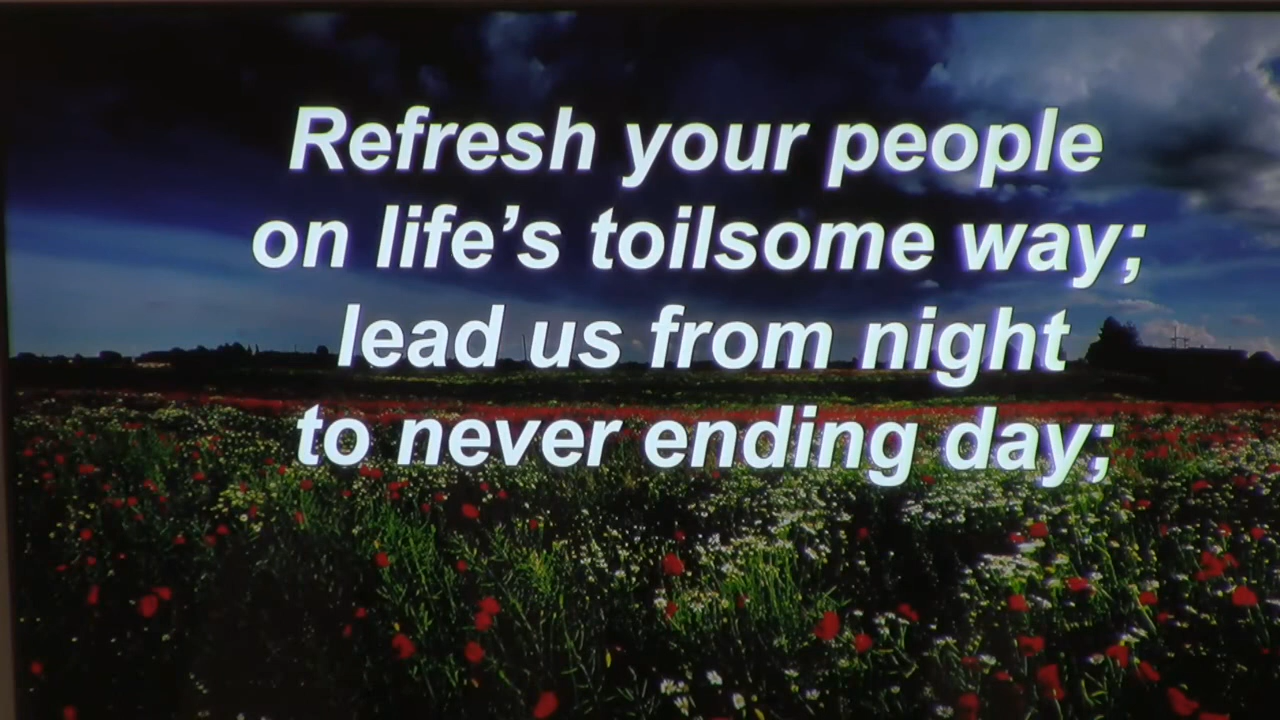 Refresh your people
on life's toilsome way;
lead us from night
to never ending day;